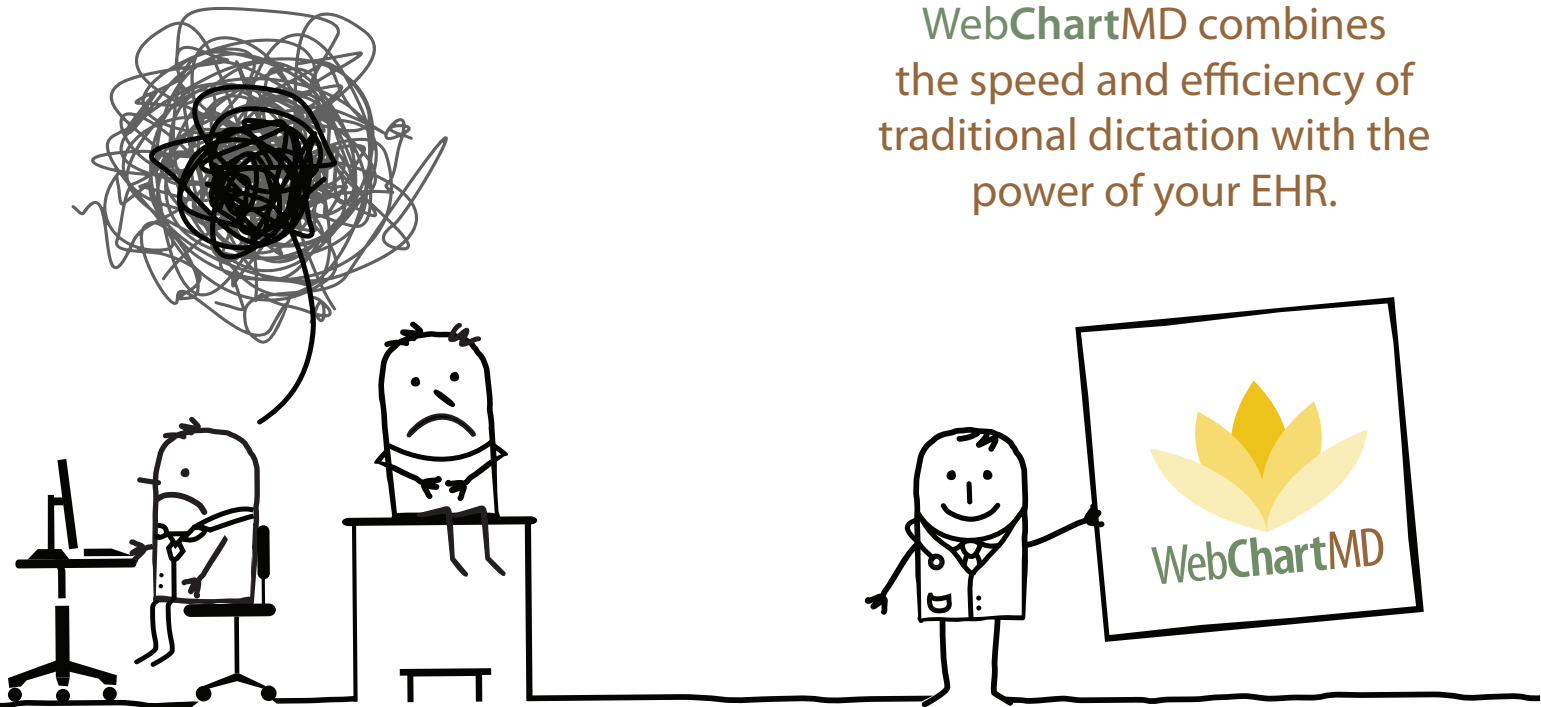 WebChartMD combines
the speed and efficiency of
traditional dictation with the
power of your EHR.
WebChartMD